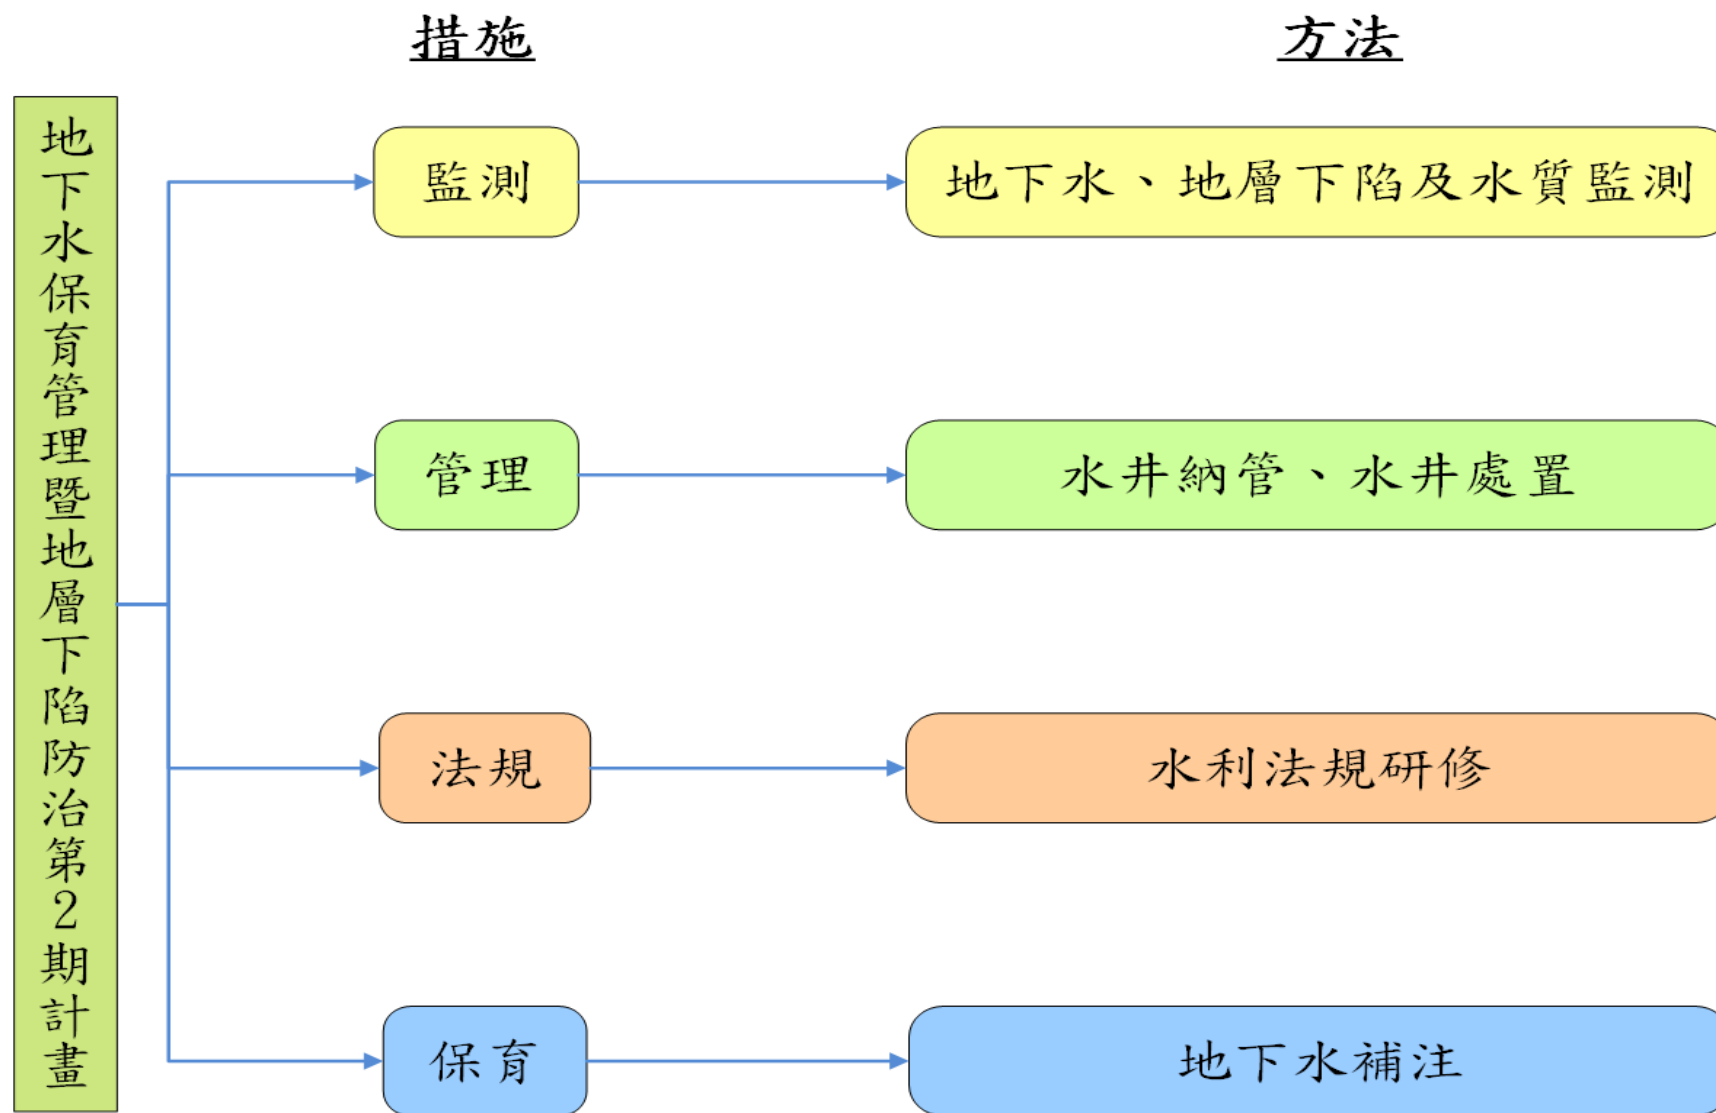 措施
方法
地下水保育管理暨地層下陷防治第2期計畫
監測
地下水、地層下陷及水質監測
管理
水井納管、水井處置
法規
水利法規研修
保育
地下水補注